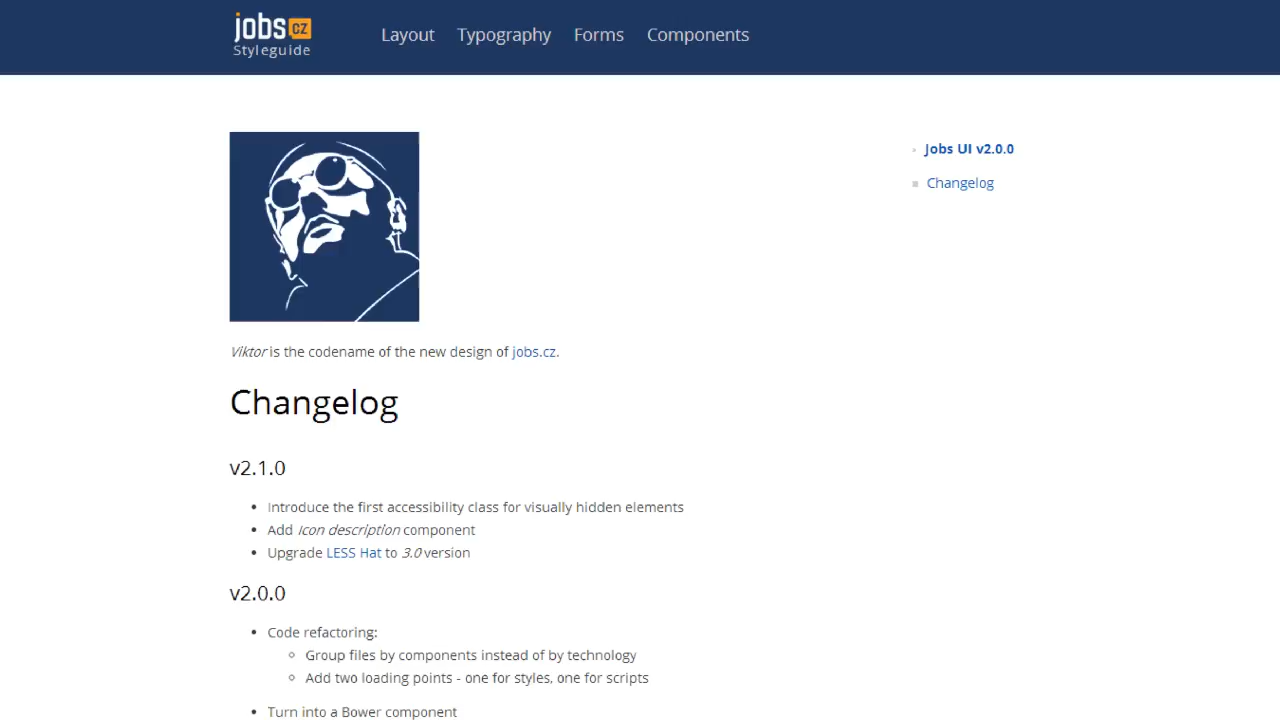 jobs cz
Styleguide
Layout Typography Forms Components
Jobs UI v2.0.0
Changelog
Viktor is the codename of the new design of jobs.cz.
Changelog
v2.1.0
Introduce the first accessibility class for visually hidden elements
Add Icon description component
Upgrade LESS Hat to 3.0 version
v2.0.0
Code refactoring:
Group files by components instead of by technology
Add two loading points - one for styles, one for scripts
Turn into a Bower component